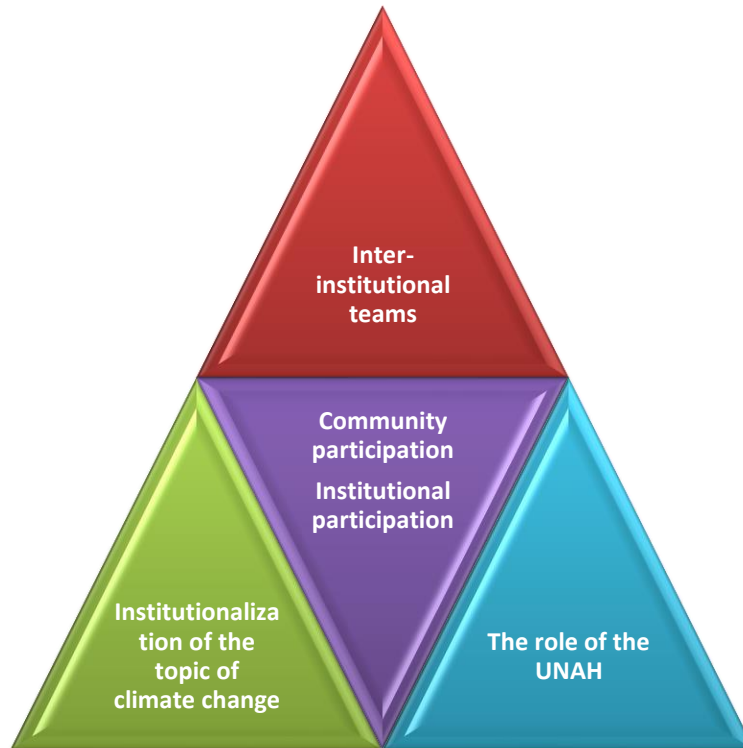 Inter-
institutional
teams
Community
participation
Institutional
participation
Institutionaliza
tion of the
topic of
climate change
The role of the
UNAH